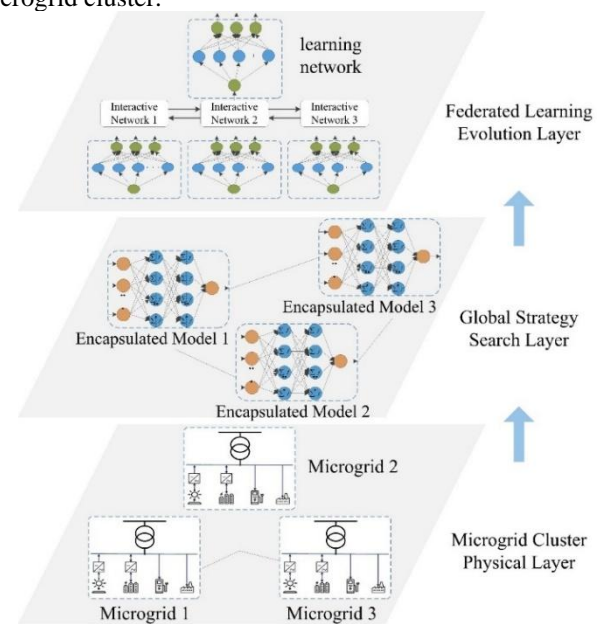 crogrid cluster.
learning
network
Interactive
Network 1
Interactive
Network 2
Interactive
Network 3
Federated Learning
Evolution Layer
Encapsulated Model 1
Encapsulated Model 3
Encapsulated Model 2
Global Strategy
Search Layer
Microgrid 2
Microgrid 1
Microgrid 3
Microgrid Cluster
Physical Layer